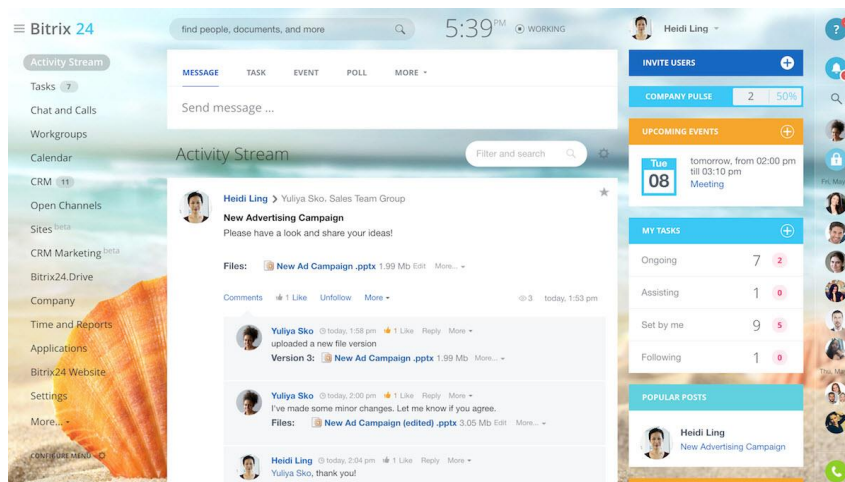 Bitrix 24
find people, documents, and more
5:39 PM
WORKING
Heidi Ling
?
Activity Stream
Tasks 7
Chat and Calls
Workgroups
Calendar
CRM 11
Open Channels
Sites beta
CRM Marketing beta
Bitrix24.Drive
Company
Time and Reports
Applications
Bitrix24 Website
Settings
More...
CONFIGURE MENU
MESSAGE TASK EVENT POLL MORE
Send message ...
Activity Stream
Filter and search
Heidi Ling > Yuliya Sko. Sales Team Group
New Advertising Campaign
Please have a look and share your ideas!
Files: New Ad Campaign .pptx 1.99 Mb Edit More...
Comments 1 Like Unfollow More 3 today, 1:53 pm
Yuliya Sko today, 1:58 pm 1 Like Reply More
uploaded a new file version
Version 3: New Ad Campaign .pptx 1.99 Mb More...
Yuliya Sko today, 2:00 pm 1 Like Reply More
I've made some minor changes. Let me know if you agree.
Files: New Ad Campaign (edited) .pptx 3.05 Mb Edit More...
Heidi Ling today, 2:04 pm 1 Like Reply More
Yuliya Sko, thank you!
INVITE USERS
COMPANY PULSE 2 50%
UPCOMING EVENTS
Tue
08
tomorrow, from 02:00 pm
till 03:10 pm
Meeting
MY TASKS
Ongoing 7 2
Assisting 1 0
Set by me 9 5
Following 1 0
POPULAR POSTS
Heidi Ling
New Advertising Campaign
Fri, May